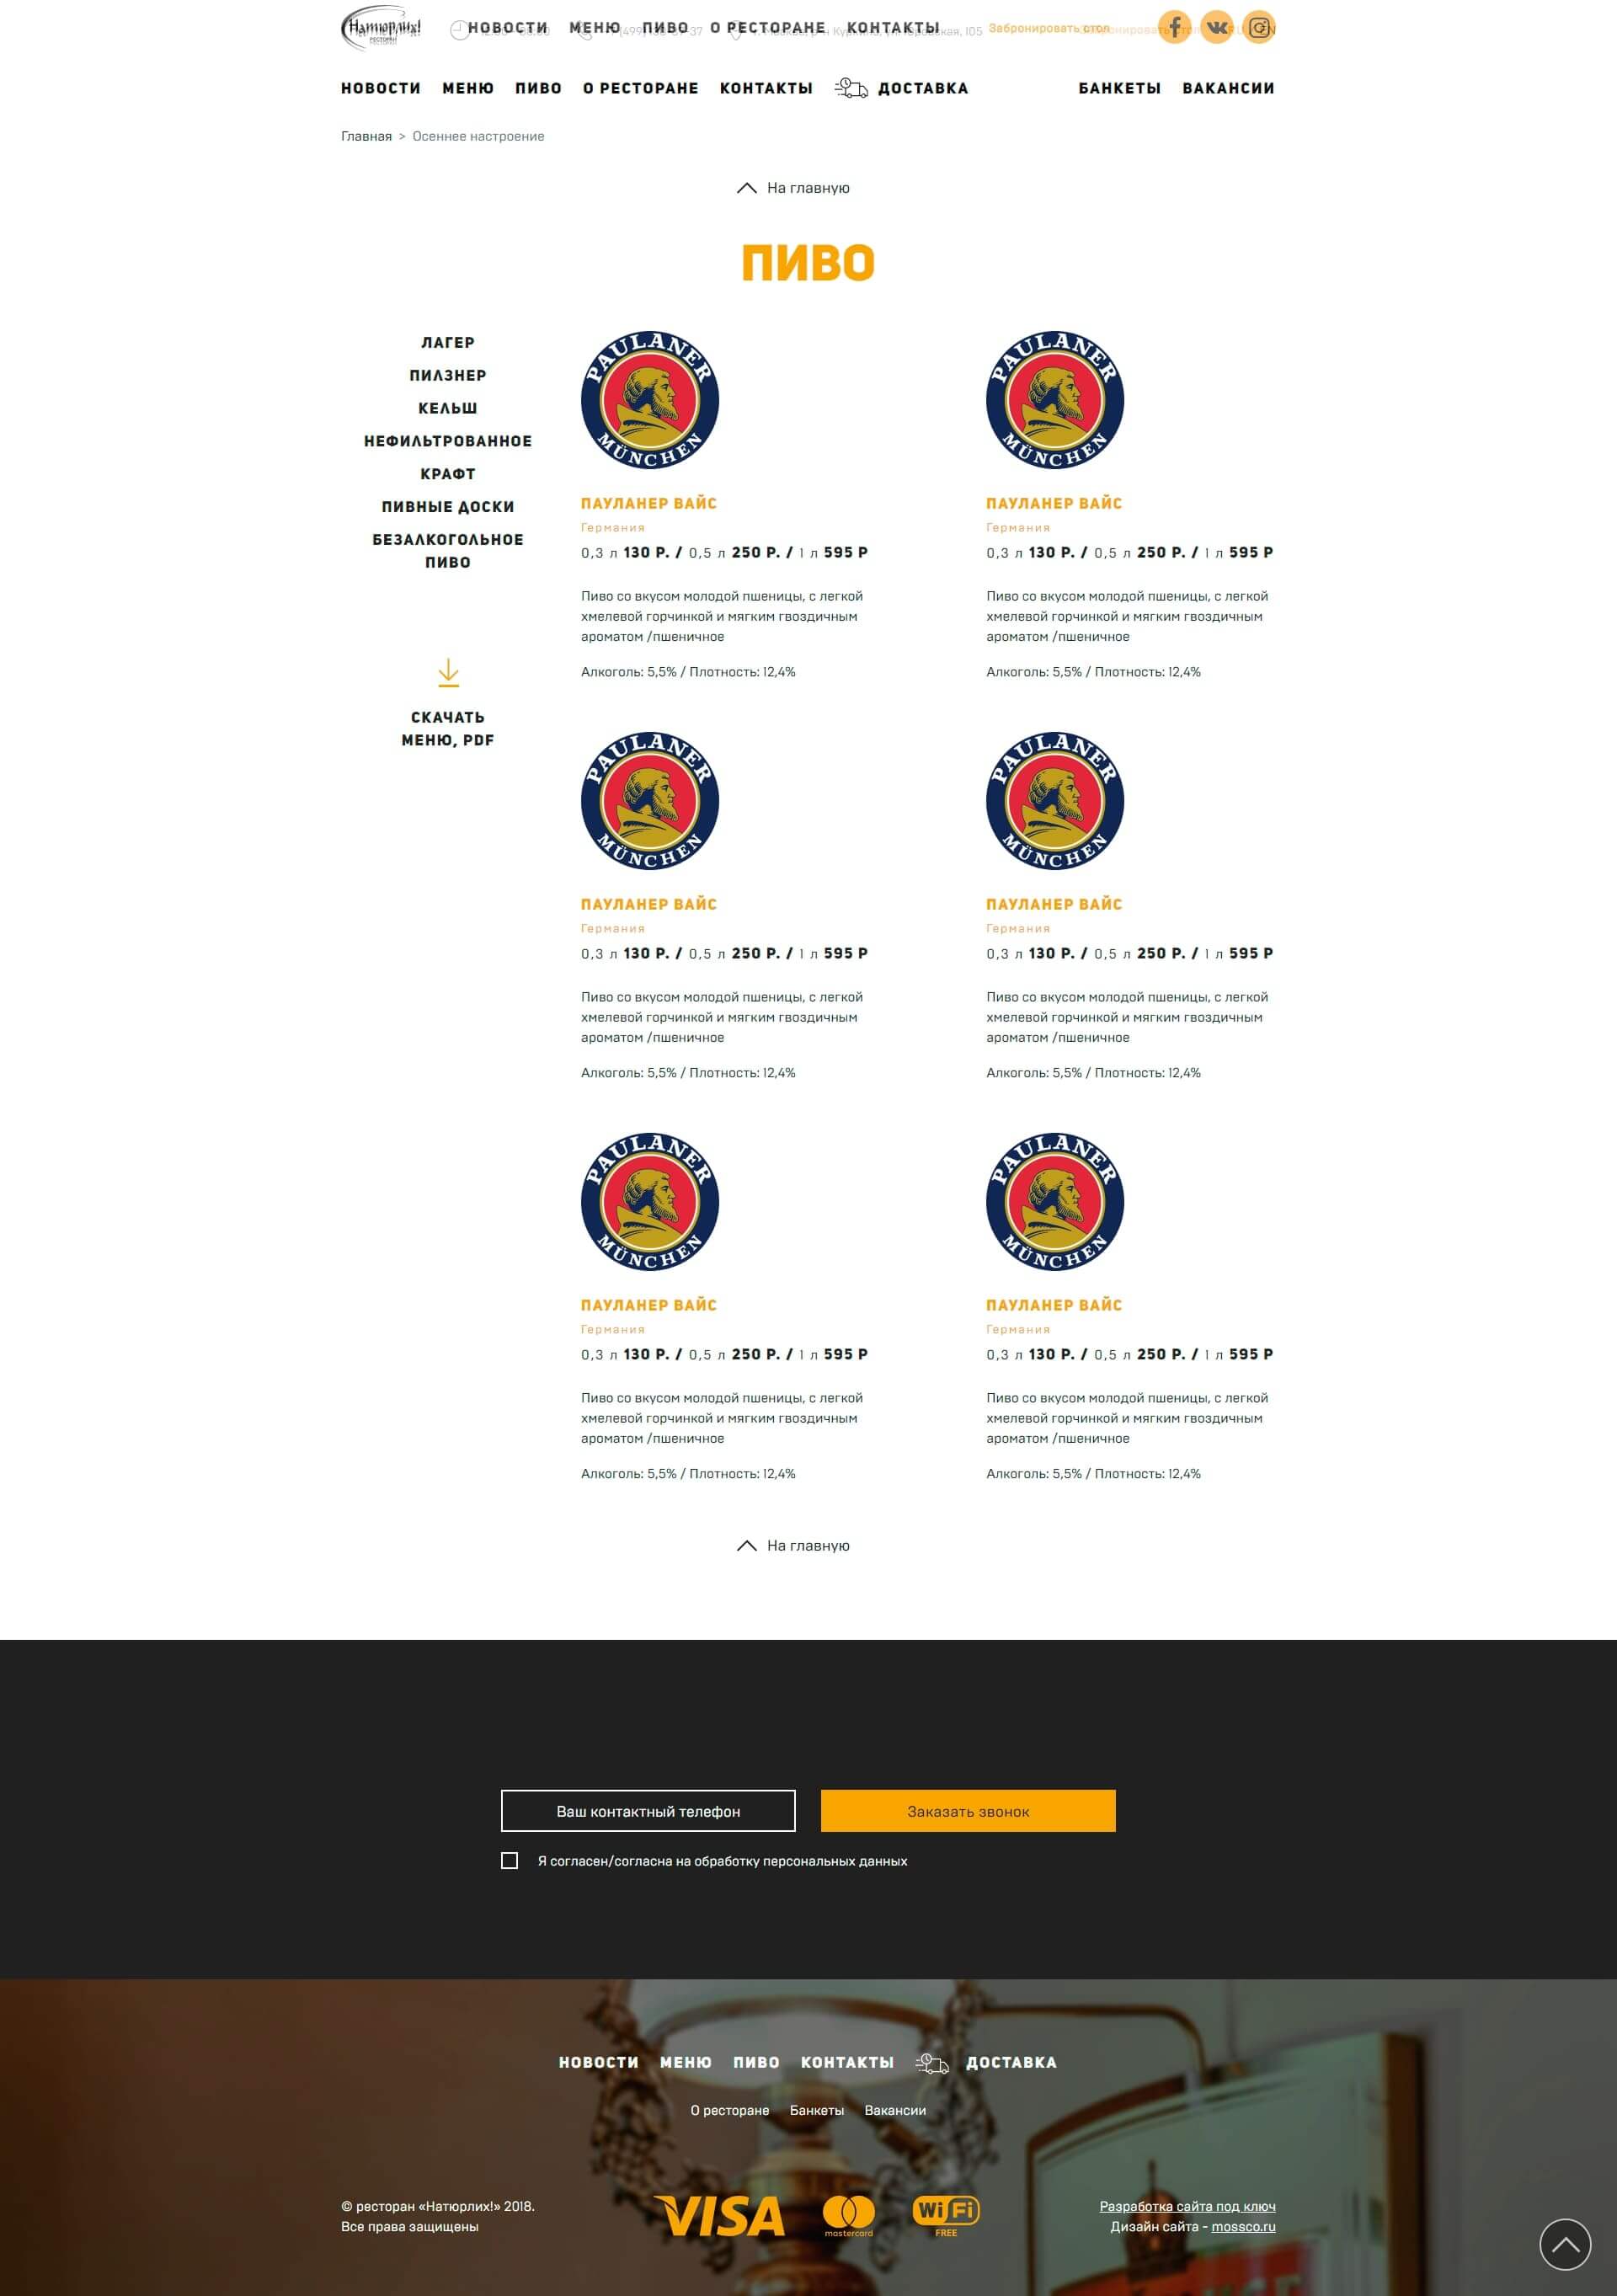 Натюрлих!
РЕСТОРАН
НОВОСТИ МЕНЮ ПИВО О РЕСТОРАНЕ КОНТАКТЫ
Забронировать стол
НОВОСТИ МЕНЮ ПИВО О РЕСТОРАНЕ КОНТАКТЫ ДОСТАВКА БАНКЕТЫ ВАКАНСИИ
Главная > Осеннее настроение
На главную
ПИВО
ЛАГЕР
ПИЛЗНЕР
КЕЛЬШ
НЕФИЛЬТРОВАННОЕ
КРАФТ
ПИВНЫЕ ДОСКИ
БЕЗАЛКОГОЛЬНОЕ
ПИВО
СКАЧАТЬ
МЕНЮ, PDF
PAULANER
MÜNCHEN
ПАУЛАНЕР ВАЙС
Германия
0,3 л 130 Р. / 0,5 л 250 Р. / 1 л 595 Р
Пиво со вкусом молодой пшеницы, с легкой
хмелевой горчинкой и мягким гвоздичным
ароматом /пшеничное
Алкоголь: 5,5% / Плотность: 12,4%
PAULANER
MÜNCHEN
ПАУЛАНЕР ВАЙС
Германия
0,3 л 130 Р. / 0,5 л 250 Р. / 1 л 595 Р
Пиво со вкусом молодой пшеницы, с легкой
хмелевой горчинкой и мягким гвоздичным
ароматом /пшеничное
Алкоголь: 5,5% / Плотность: 12,4%
PAULANER
MÜNCHEN
ПАУЛАНЕР ВАЙС
Германия
0,3 л 130 Р. / 0,5 л 250 Р. / 1 л 595 Р
Пиво со вкусом молодой пшеницы, с легкой
хмелевой горчинкой и мягким гвоздичным
ароматом /пшеничное
Алкоголь: 5,5% / Плотность: 12,4%
PAULANER
MÜNCHEN
ПАУЛАНЕР ВАЙС
Германия
0,3 л 130 Р. / 0,5 л 250 Р. / 1 л 595 Р
Пиво со вкусом молодой пшеницы, с легкой
хмелевой горчинкой и мягким гвоздичным
ароматом /пшеничное
Алкоголь: 5,5% / Плотность: 12,4%
PAULANER
MÜNCHEN
ПАУЛАНЕР ВАЙС
Германия
0,3 л 130 Р. / 0,5 л 250 Р. / 1 л 595 Р
Пиво со вкусом молодой пшеницы, с легкой
хмелевой горчинкой и мягким гвоздичным
ароматом /пшеничное
Алкоголь: 5,5% / Плотность: 12,4%
PAULANER
MÜNCHEN
ПАУЛАНЕР ВАЙС
Германия
0,3 л 130 Р. / 0,5 л 250 Р. / 1 л 595 Р
Пиво со вкусом молодой пшеницы, с легкой
хмелевой горчинкой и мягким гвоздичным
ароматом /пшеничное
Алкоголь: 5,5% / Плотность: 12,4%
На главную
Ваш контактный телефон
Заказать звонок
Я согласен/согласна на обработку персональных данных
НОВОСТИ МЕНЮ ПИВО КОНТАКТЫ ДОСТАВКА
О ресторане Банкеты Вакансии
© ресторан «Натюрлих!» 2018.
Все права защищены
VISA
mastercard
WiFi
FREE
Разработка сайта под ключ
Дизайн сайта - mossco.ru